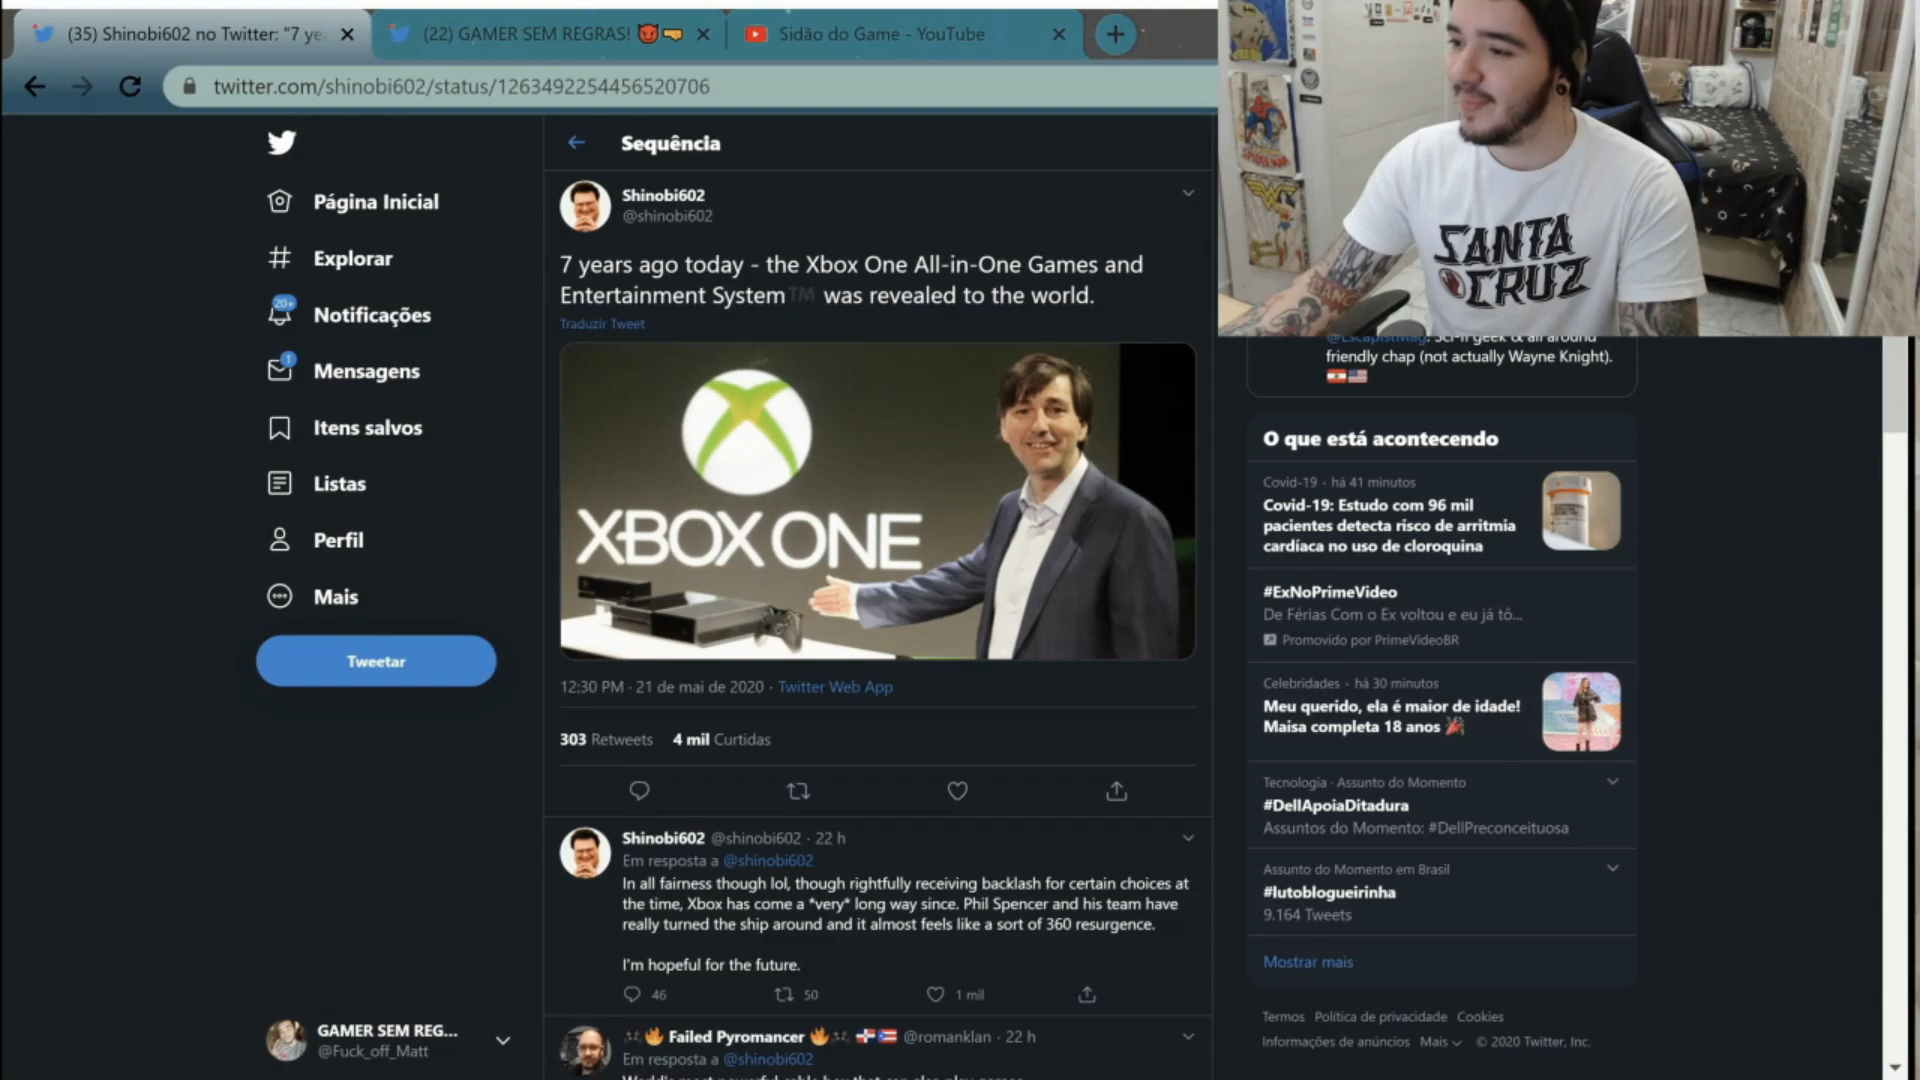 (35) Shinobi602 no Twitter: "7 ye
(22) GAMER SEM REGRAS!
Sidão do Game - YouTube
twitter.com/shinobi602/status/1263492254456520706
Sequência
Página Inicial
Explorar
20+
Notificações
1
Mensagens
Itens salvos
Listas
Perfil
Mais
Tweetar
GAMER SEM REG...
@Fuck_off_Matt
Shinobi602
@shinobi602
7 years ago today - the Xbox One All-in-One Games and
Entertainment System™ was revealed to the world.
Traduzir Tweet
XBOX ONE
12:30 PM · 21 de mai de 2020 · Twitter Web App
303 Retweets 4 mil Curtidas
Shinobi602 @shinobi602 · 22 h
Em resposta a @shinobi602
In all fairness though lol, though rightfully receiving backlash for certain choices at
the time, Xbox has come a *very* long way since. Phil Spencer and his team have
really turned the ship around and it almost feels like a sort of 360 resurgence.
I'm hopeful for the future.
46 50 1 mil
Failed Pyromancer @romanklan · 22 h
Em resposta a @shinobi602
SANTA
CRUZ
@EscapistMag. Sci-fi geek & all around
friendly chap (not actually Wayne Knight).
O que está acontecendo
Covid-19 · há 41 minutos
Covid-19: Estudo com 96 mil
pacientes detecta risco de arritmia
cardíaca no uso de cloroquina
#ExNoPrimeVideo
De Férias Com o Ex voltou e eu já tô...
Promovido por PrimeVideoBR
Celebridades · há 30 minutos
Meu querido, ela é maior de idade!
Maisa completa 18 anos
Tecnologia · Assunto do Momento
#DellApoiaDitadura
Assuntos do Momento: #DellPreconceituosa
Assunto do Momento em Brasil
#lutoblogueirinha
9.164 Tweets
Mostrar mais
Termos Política de privacidade Cookies
Informações de anúncios Mais © 2020 Twitter, Inc.